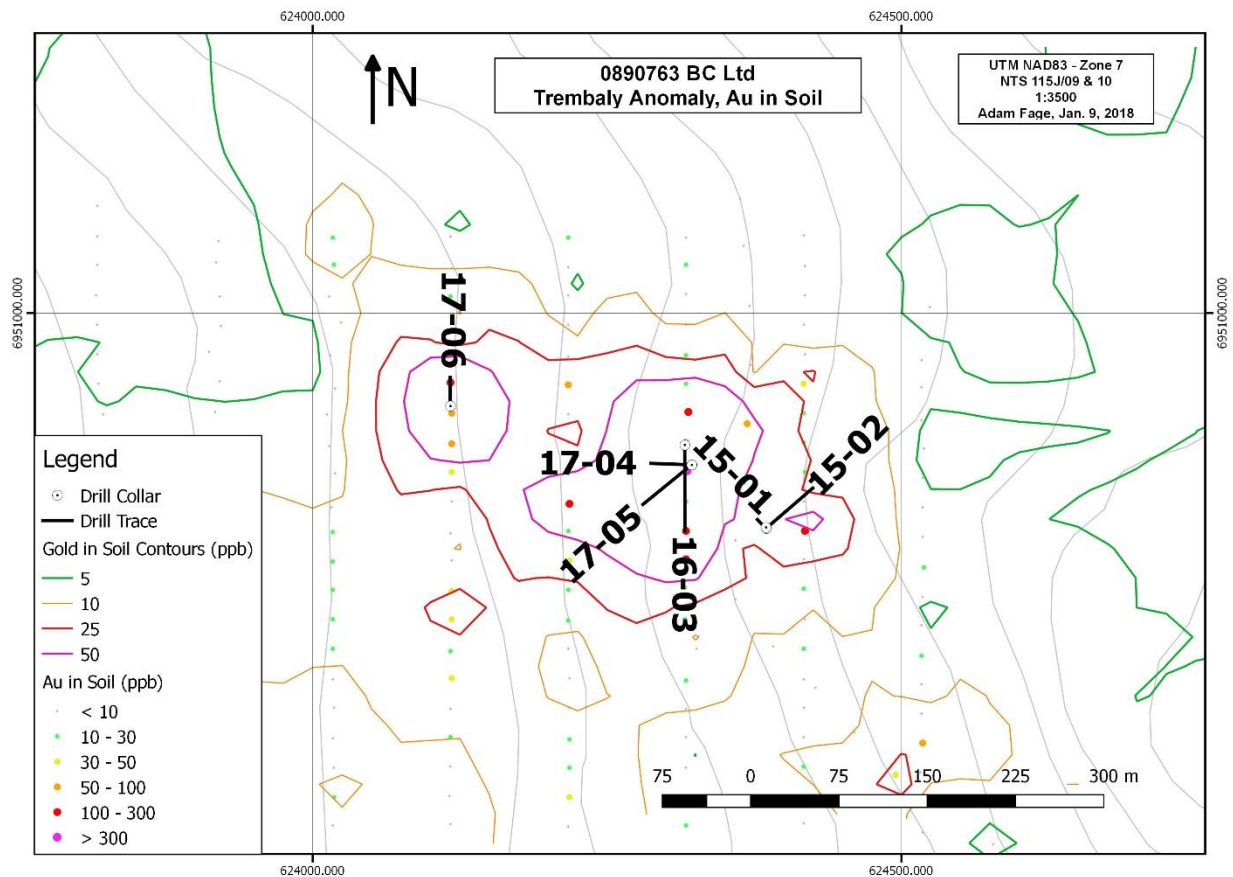 624000.000
624500.000
N
0890763 BC Ltd
Trembaly Anomaly, Au in Soil
UTM NAD83 - Zone 7
NTS 115J/09 & 10
1:3500
Adam Fage, Jan. 9, 2018
6951000.000
6951000.000
17-06
17-04
15-01
15-02
17-05
16-03
Legend
Drill Collar
Drill Trace
Gold in Soil Contours (ppb)
5
10
25
50
Au in Soil (ppb)
< 10
10 - 30
30 - 50
50 - 100
100 - 300
> 300
75 0 75 150 225 300 m
624000.000
624500.000